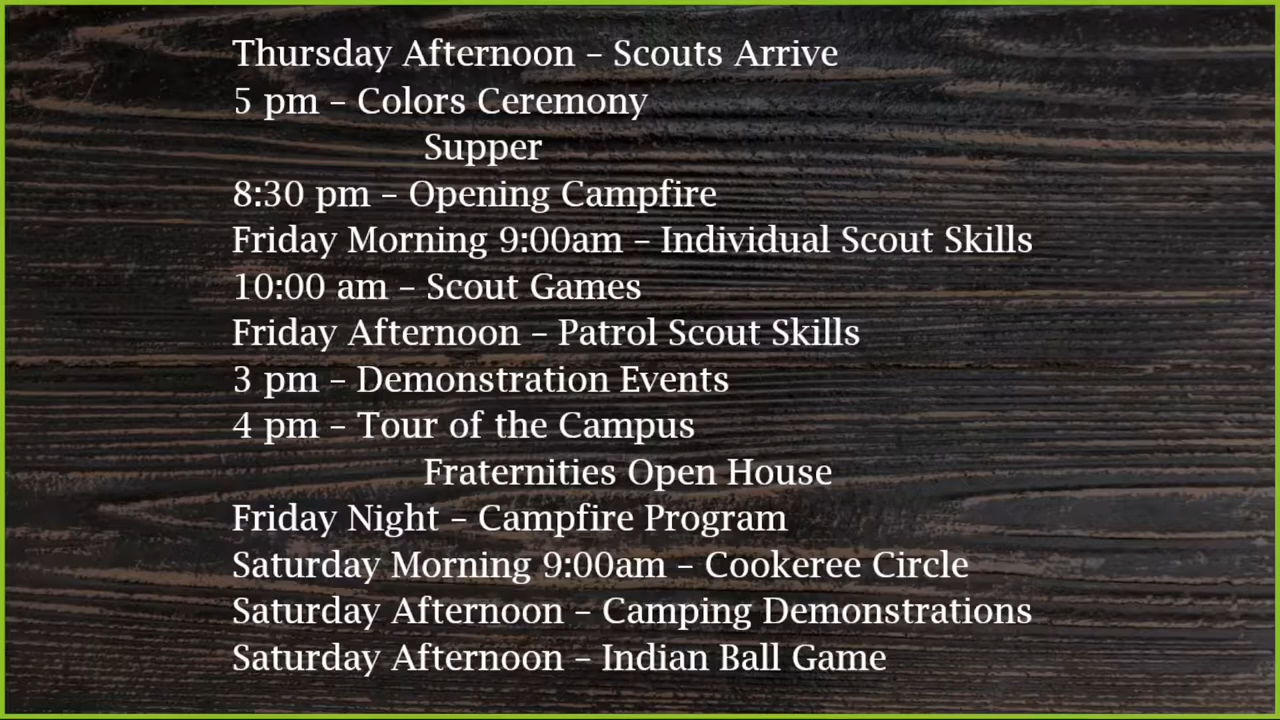 Thursday Afternoon – Scouts Arrive
5 pm – Colors Ceremony
Supper
8:30 pm – Opening Campfire
Friday Morning 9:00am – Individual Scout Skills
10:00 am – Scout Games
Friday Afternoon – Patrol Scout Skills
3 pm – Demonstration Events
4 pm – Tour of the Campus
Fraternities Open House
Friday Night – Campfire Program
Saturday Morning 9:00am – Cookeree Circle
Saturday Afternoon – Camping Demonstrations
Saturday Afternoon – Indian Ball Game